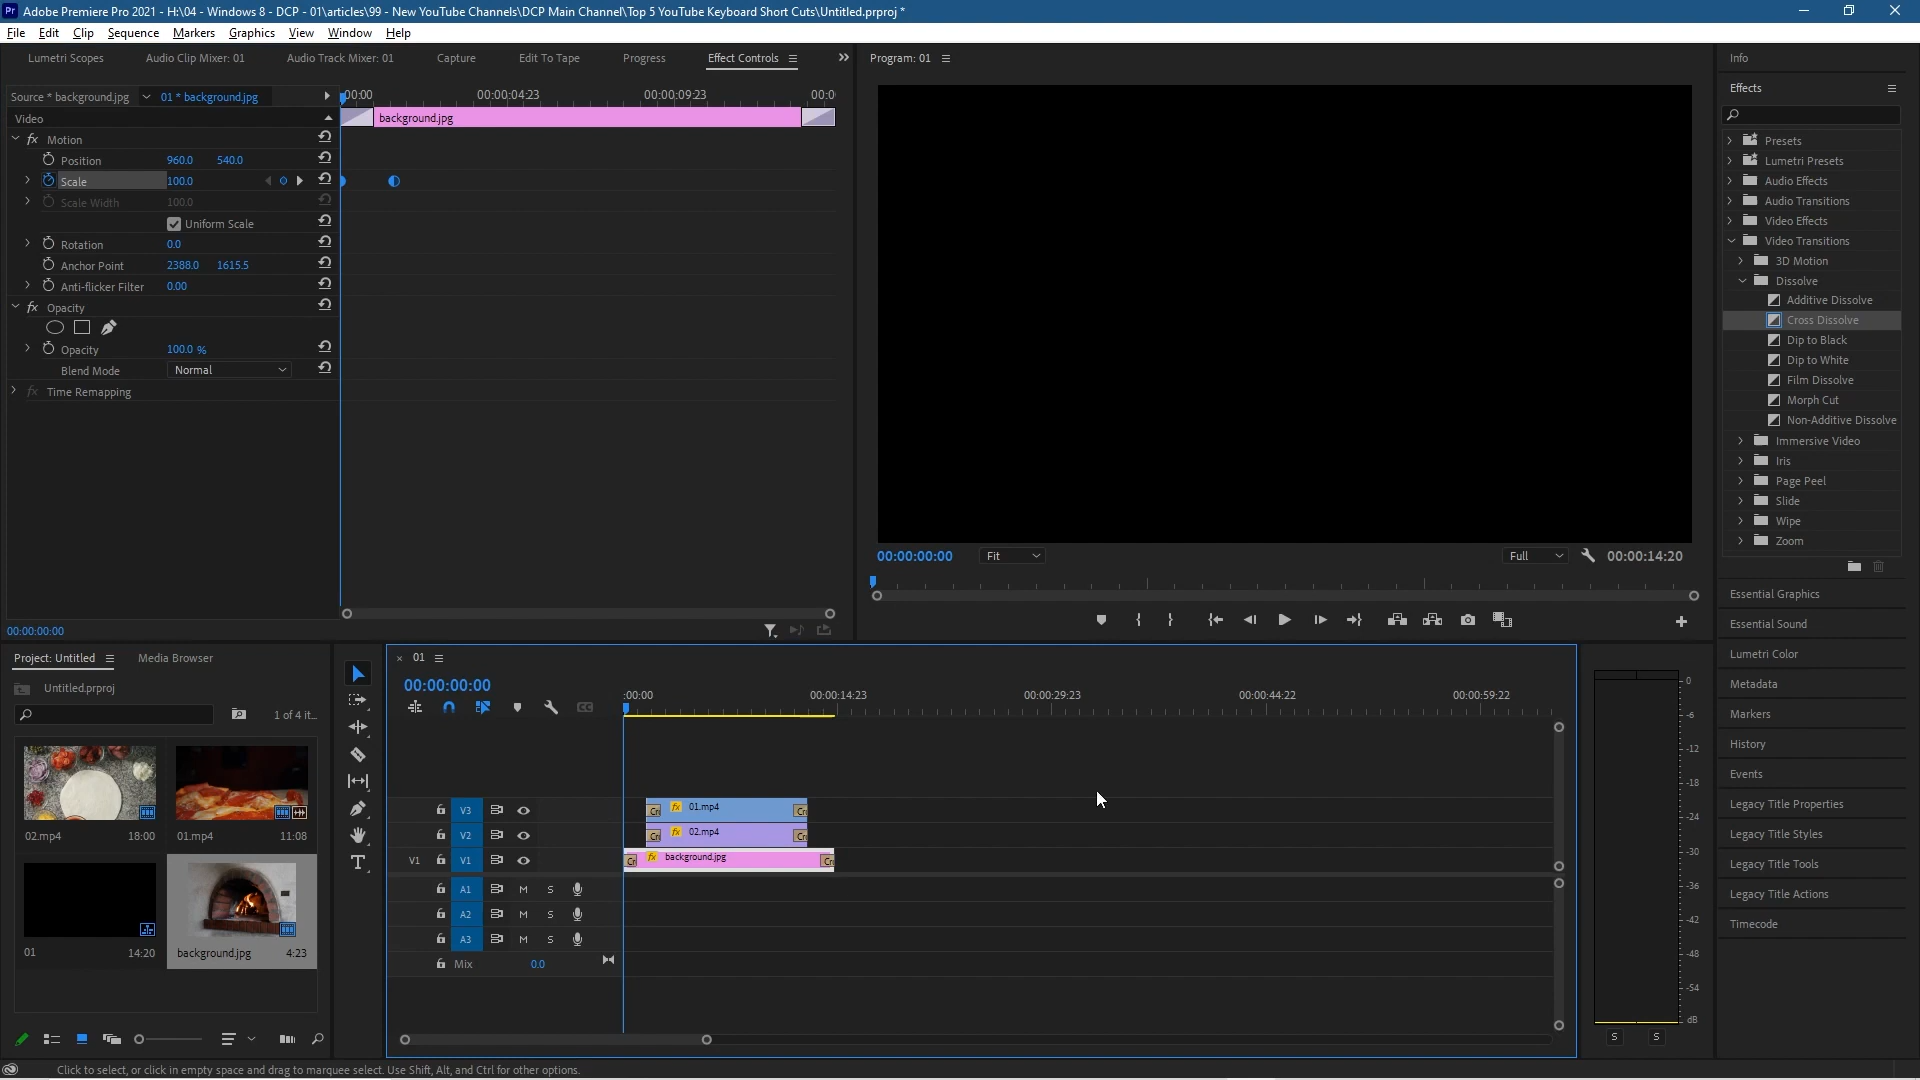 Pr Adobe Premiere Pro 2021 - H:\04 - Windows 8 - DCP - 01\articles\99 - New YouTube Channels\DCP Main Channel\Top 5 YouTube Keyboard Short Cuts\Untitled.prproj *
File Edit Clip Sequence Markers Graphics View Window Help
Lumetri Scopes Audio Clip Mixer: 01 Audio Track Mixer: 01 Capture Edit To Tape Progress Effect Controls
Source * background.jpg 01 * background.jpg
:00:00 00:00:04:23 00:00:09:23 00:0
Video
background.jpg
fx Motion
Position 960.0 540.0
Scale 100.0
Scale Width 100.0
Uniform Scale
Rotation 0.0
Anchor Point 2388.0 1615.5
Anti-flicker Filter 0.00
fx Opacity
Opacity 100.0 %
Blend Mode Normal
fx Time Remapping
00:00:00:00
Program: 01
00:00:00:00 Fit Full 00:00:14:20
Info
Effects
Presets
Lumetri Presets
Audio Effects
Audio Transitions
Video Effects
Video Transitions
3D Motion
Dissolve
Additive Dissolve
Cross Dissolve
Dip to Black
Dip to White
Film Dissolve
Morph Cut
Non-Additive Dissolve
Immersive Video
Iris
Page Peel
Slide
Wipe
Zoom
Essential Graphics
Essential Sound
Lumetri Color
Metadata
Markers
History
Events
Legacy Title Properties
Legacy Title Styles
Legacy Title Tools
Legacy Title Actions
Timecode
Project: Untitled Media Browser
Untitled.prproj
1 of 4 it...
02.mp4 18:00
01.mp4 11:08
01 14:20
background.jpg 4:23
01
00:00:00:00
:00:00 00:00:14:23 00:00:29:23 00:00:44:22 00:00:59:22
V3 Cr fx 01.mp4 Cr
V2 Cr fx 02.mp4 Cr
V1 V1 Cr fx background.jpg Cr
A1 M S
A2 M S
A3 M S
Mix 0.0
0
-6
-12
-18
-24
-30
-36
-42
-48
-54
dB
S S
Click to select, or click in empty space and drag to marquee select. Use Shift, Alt, and Ctrl for other options.